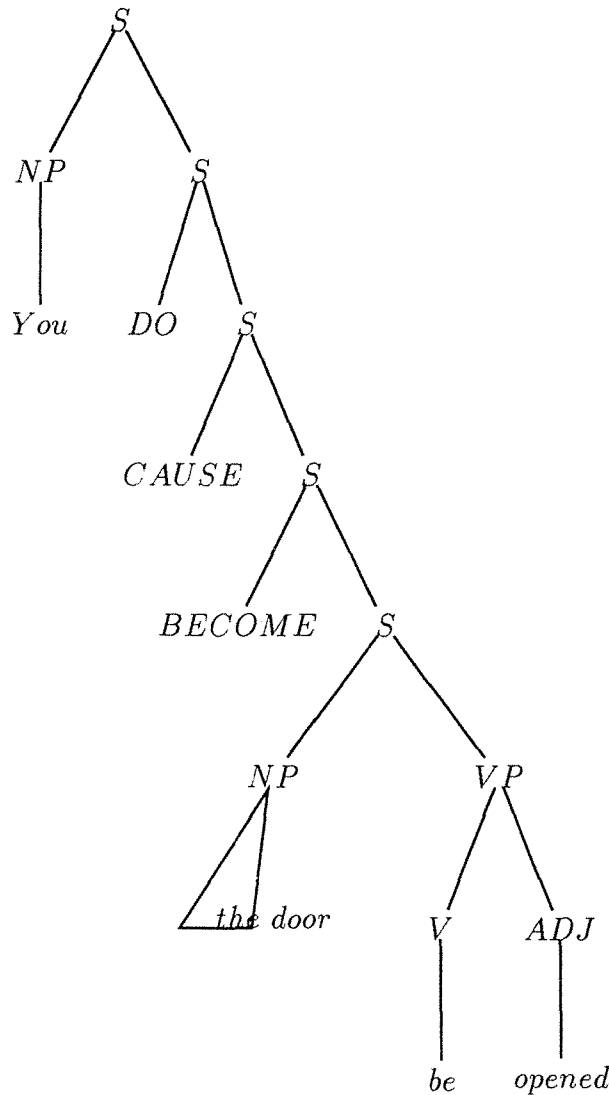 S
NP S
You DO S
CAUSE S
BECOME S
NP VP
the door V ADJ
be opened